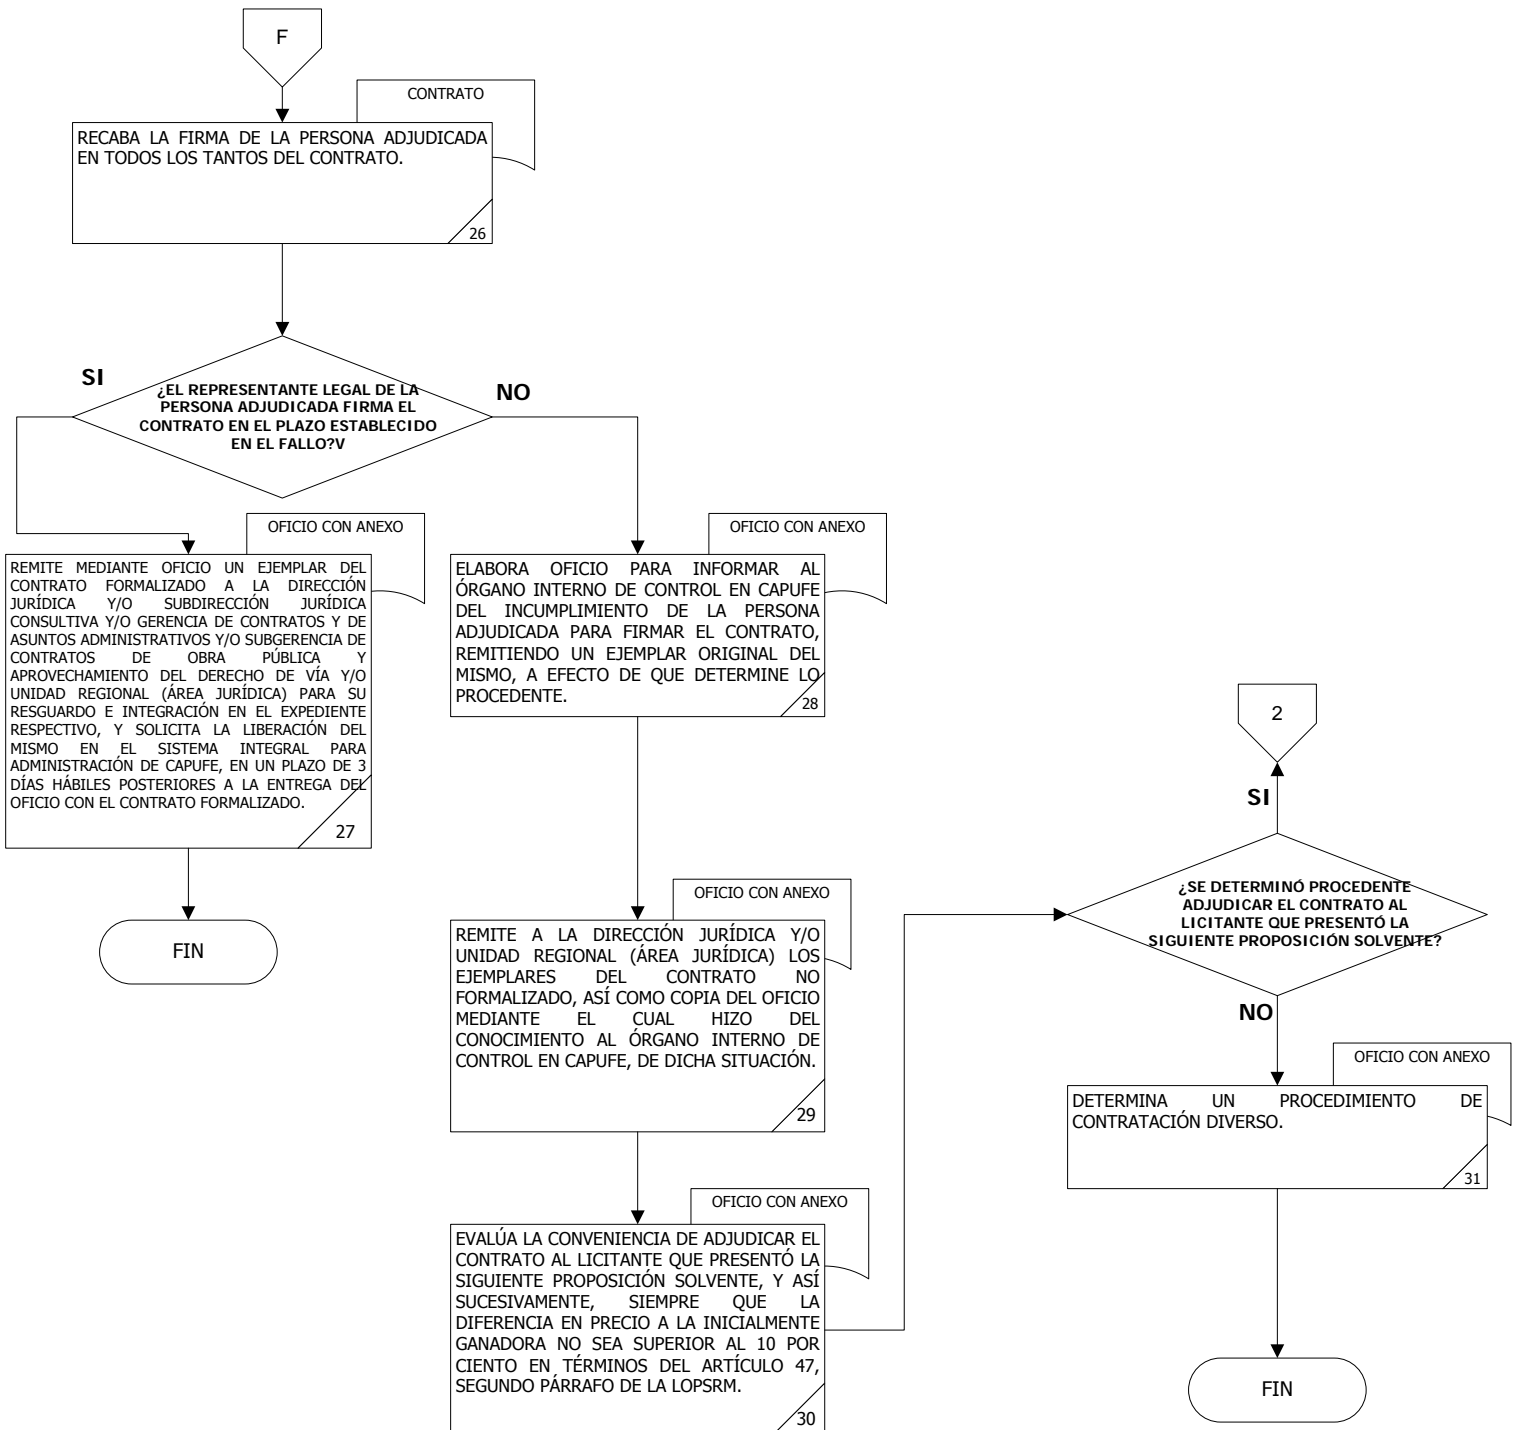 F
CONTRATO
RECABA LA FIRMA DE LA PERSONA ADJUDICADA
EN TODOS LOS TANTOS DEL CONTRATO.
26
SI
¿EL REPRESENTANTE LEGAL DE LA
PERSONA ADJUDICADA FIRMA EL
CONTRATO EN EL PLAZO ESTABLECIDO
EN EL FALLO?V
NO
OFICIO CON ANEXO
REMITE MEDIANTE OFICIO UN EJEMPLAR DEL
CONTRATO FORMALIZADO A LA DIRECCIÓN
JURÍDICA Y/O SUBDIRECCIÓN JURÍDICA
CONSULTIVA Y/O GERENCIA DE CONTRATOS Y DE
ASUNTOS ADMINISTRATIVOS Y/O SUBGERENCIA DE
CONTRATOS DE OBRA PÚBLICA Y
APROVECHAMIENTO DEL DERECHO DE VÍA Y/O
UNIDAD REGIONAL (ÁREA JURÍDICA) PARA SU
RESGUARDO E INTEGRACIÓN EN EL EXPEDIENTE
RESPECTIVO, Y SOLICITA LA LIBERACIÓN DEL
MISMO EN EL SISTEMA INTEGRAL PARA
ADMINISTRACIÓN DE CAPUFE, EN UN PLAZO DE 3
DÍAS HÁBILES POSTERIORES A LA ENTREGA DEL
OFICIO CON EL CONTRATO FORMALIZADO.
27
FIN
OFICIO CON ANEXO
ELABORA OFICIO PARA INFORMAR AL
ÓRGANO INTERNO DE CONTROL EN CAPUFE
DEL INCUMPLIMIENTO DE LA PERSONA
ADJUDICADA PARA FIRMAR EL CONTRATO,
REMITIENDO UN EJEMPLAR ORIGINAL DEL
MISMO, A EFECTO DE QUE DETERMINE LO
PROCEDENTE.
28
OFICIO CON ANEXO
REMITE A LA DIRECCIÓN JURÍDICA Y/O
UNIDAD REGIONAL (ÁREA JURÍDICA) LOS
EJEMPLARES DEL CONTRATO NO
FORMALIZADO, ASÍ COMO COPIA DEL OFICIO
MEDIANTE EL CUAL HIZO DEL
CONOCIMIENTO AL ÓRGANO INTERNO DE
CONTROL EN CAPUFE, DE DICHA SITUACIÓN.
29
OFICIO CON ANEXO
EVALÚA LA CONVENIENCIA DE ADJUDICAR EL
CONTRATO AL LICITANTE QUE PRESENTÓ LA
SIGUIENTE PROPOSICIÓN SOLVENTE, Y ASÍ
SUCESIVAMENTE, SIEMPRE QUE LA
DIFERENCIA EN PRECIO A LA INICIALMENTE
GANADORA NO SEA SUPERIOR AL 10 POR
CIENTO EN TÉRMINOS DEL ARTÍCULO 47,
SEGUNDO PÁRRAFO DE LA LOPSRM.
30
2
SI
¿SE DETERMINÓ PROCEDENTE
ADJUDICAR EL CONTRATO AL
LICITANTE QUE PRESENTÓ LA
SIGUIENTE PROPOSICIÓN SOLVENTE?
NO
OFICIO CON ANEXO
DETERMINA UN PROCEDIMIENTO DE
CONTRATACIÓN DIVERSO.
31
FIN